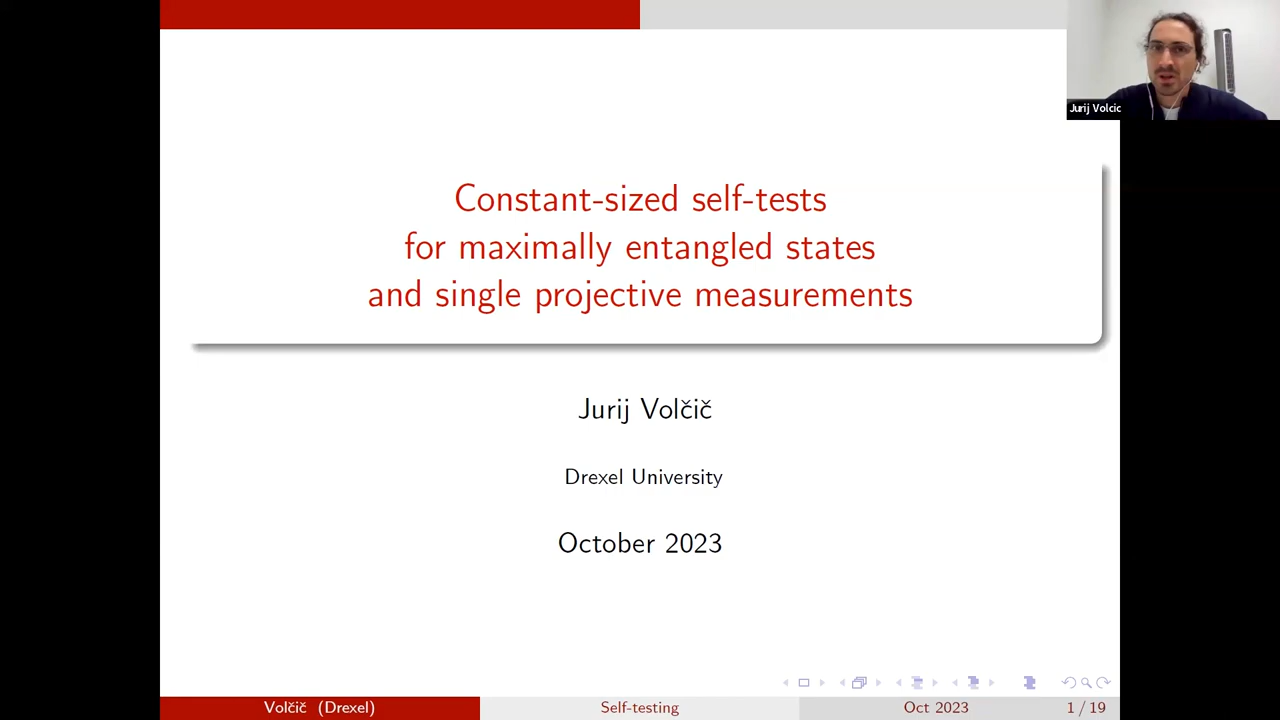 Jurij Volcic
Constant-sized self-tests
for maximally entangled states
and single projective measurements
Jurij Volčič
Drexel University
October 2023
Volčič (Drexel)
Self-testing
Oct 2023
1 / 19